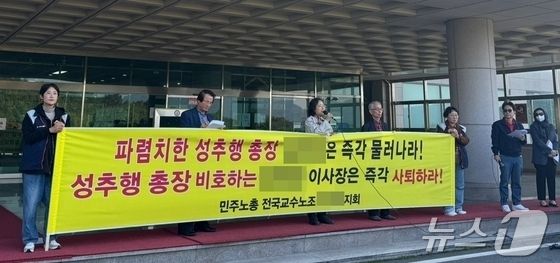 파렴치한 성추행 총장 은 즉각 물러나라!
성추행 총장 비호하는 이사장은 즉각 사퇴하라!
민주노총 전국교수노조 지회
뉴스1